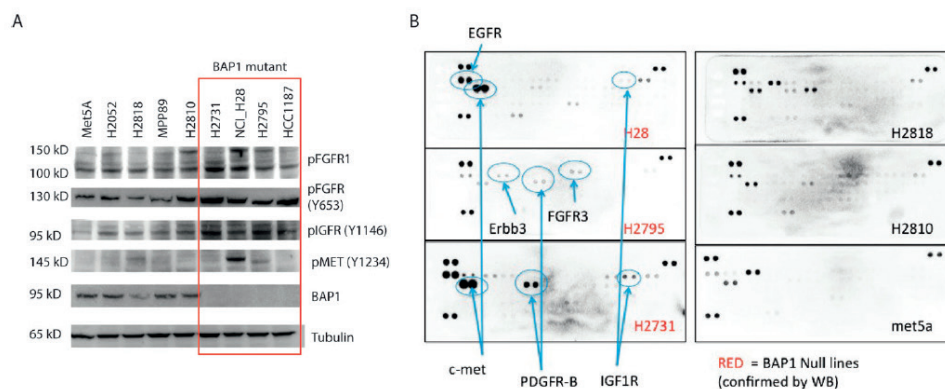 A
BAP1 mutant
Met5A
H2052
H2818
MPP89
H2810
H2731
NCI_H28
H2795
HCC1187
150 kD
pFGFR1
100 kD
pFGFR
130 kD
(Y653)
95 kD
pIGFR (Y1146)
145 kD
pMET (Y1234)
95 kD
BAP1
65 kD
Tubulin
B
EGFR
H28
Erbb3
FGFR3
H2795
H2731
c-met
PDGFR-B
IGF1R
H2818
H2810
met5a
RED = BAP1 Null lines
(confirmed by WB)